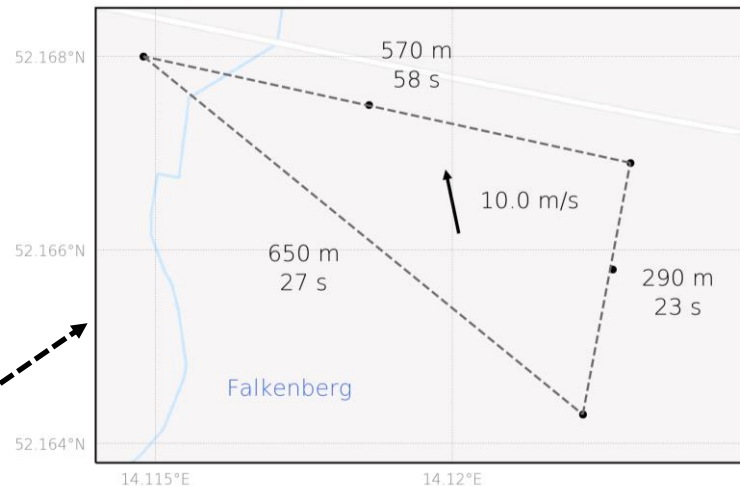 52.168°N
570 m
58 s
10.0 m/s
52.166°N
650 m
27 s
290 m
23 s
Falkenberg
52.164°N
14.115°E
14.12°E